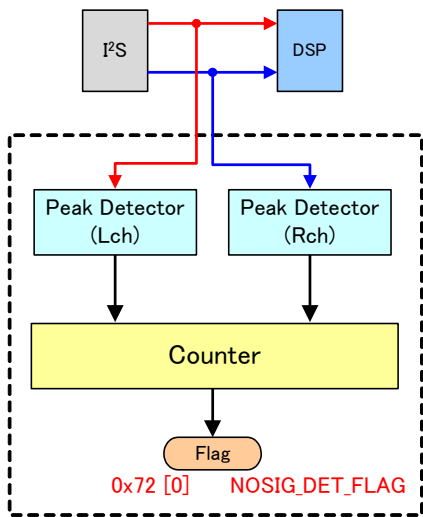 I²S
DSP
Peak Detector
(Lch)
Peak Detector
(Rch)
Counter
Flag
0x72 [0] NOSIG_DET_FLAG